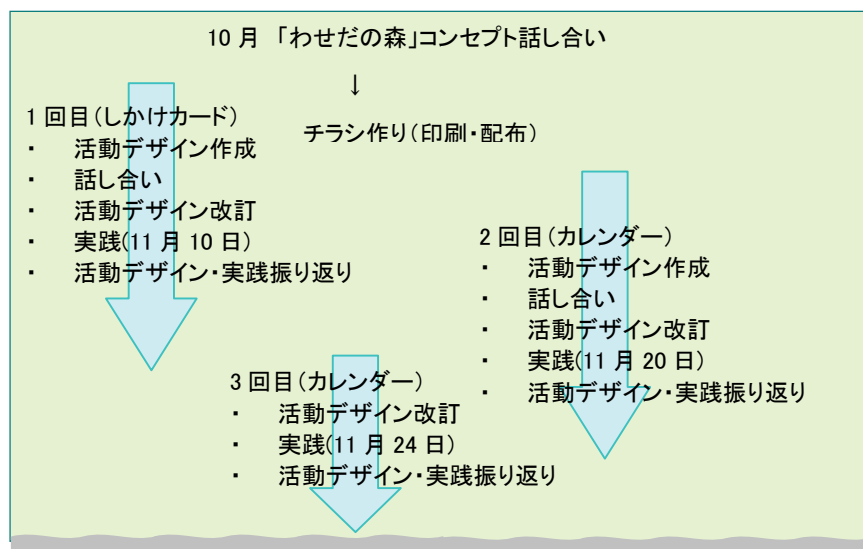 10 月 「わせだの森」コンセプト話し合い
↓
チラシ作り(印刷・配布)
1 回目(しかけカード)
・ 活動デザイン作成
・ 話し合い
・ 活動デザイン改訂
・ 実践(11 月 10 日)
・ 活動デザイン・実践振り返り
2 回目(カレンダー)
・ 活動デザイン作成
・ 話し合い
・ 活動デザイン改訂
・ 実践(11 月 20 日)
・ 活動デザイン・実践振り返り
3 回目(カレンダー)
・ 活動デザイン改訂
・ 実践(11 月 24 日)
・ 活動デザイン・実践振り返り